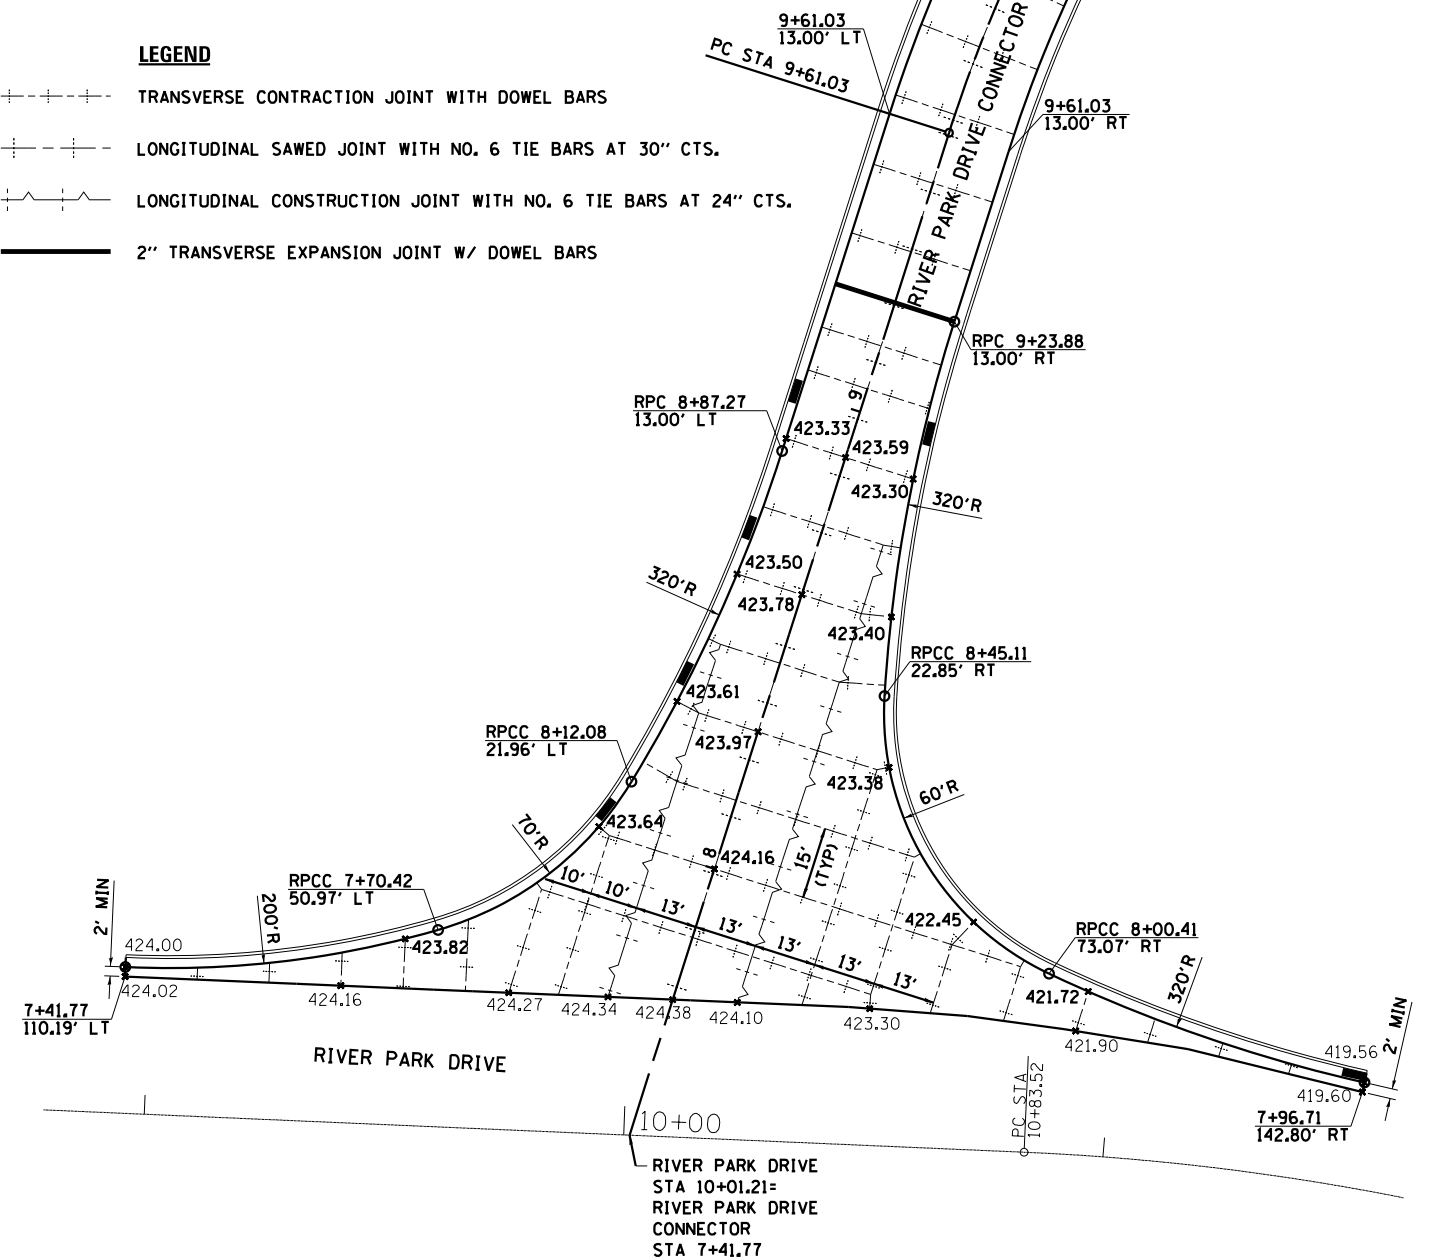 LEGEND
TRANSVERSE CONTRACTION JOINT WITH DOWEL BARS
LONGITUDINAL SAWED JOINT WITH NO. 6 TIE BARS AT 30" CTS.
LONGITUDINAL CONSTRUCTION JOINT WITH NO. 6 TIE BARS AT 24" CTS.
2" TRANSVERSE EXPANSION JOINT W/ DOWEL BARS
9+61.03
13.00' LT
PC STA 9+61.03
RIVER PARK DRIVE CONNECTOR
9+61.03
13.00' RT
RPC 9+23.88
13.00' RT
RPC 8+87.27
13.00' LT
9
423.33
423.59
423.30
320'R
423.50
320'R
423.78
423.40
RPCC 8+45.11
22.85' RT
423.61
RPCC 8+12.08
21.96' LT
423.97
423.38
60'R
423.64
70'R
8
424.16
15'
(TYP)
RPCC 7+70.42
50.97' LT
10'
10'
13'
13'
13'
13'
13'
2' MIN
200'R
422.45
RPCC 8+00.41
73.07' RT
424.00
423.82
424.02
424.16
424.27
424.34
424.38
424.10
423.30
421.72
320'R
7+41.77
110.19' LT
421.90
419.56
2' MIN
419.60
RIVER PARK DRIVE
7+96.71
142.80' RT
10+00
PC STA
10+83.52
RIVER PARK DRIVE
STA 10+01.21=
RIVER PARK DRIVE
CONNECTOR
STA 7+41.77